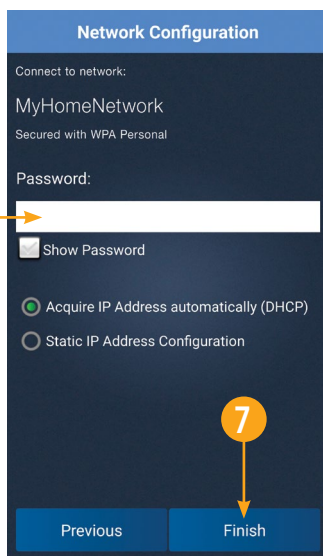 Network Configuration
Connect to network:
MyHomeNetwork
Secured with WPA Personal
Password:
Show Password
Acquire IP Address automatically (DHCP)
Static IP Address Configuration
7
Previous Finish